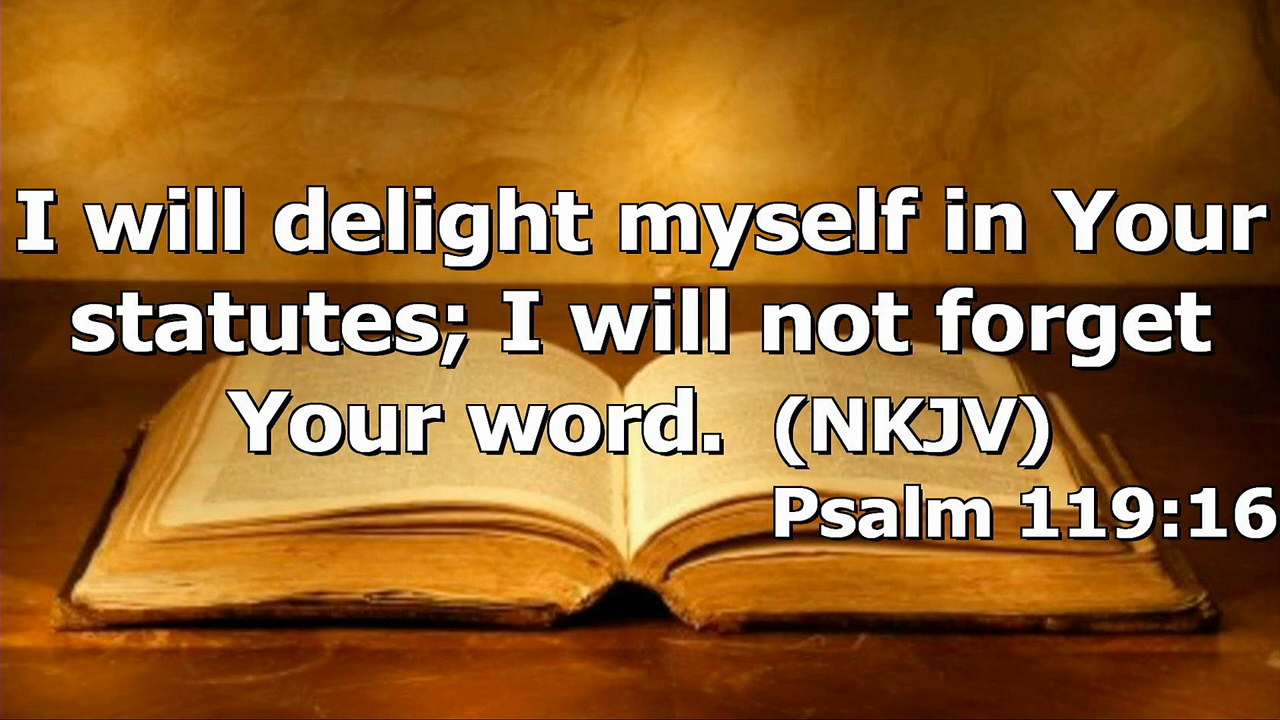 I will delight myself in Your
statutes; I will not forget
Your word. (NKJV)
Psalm 119:16